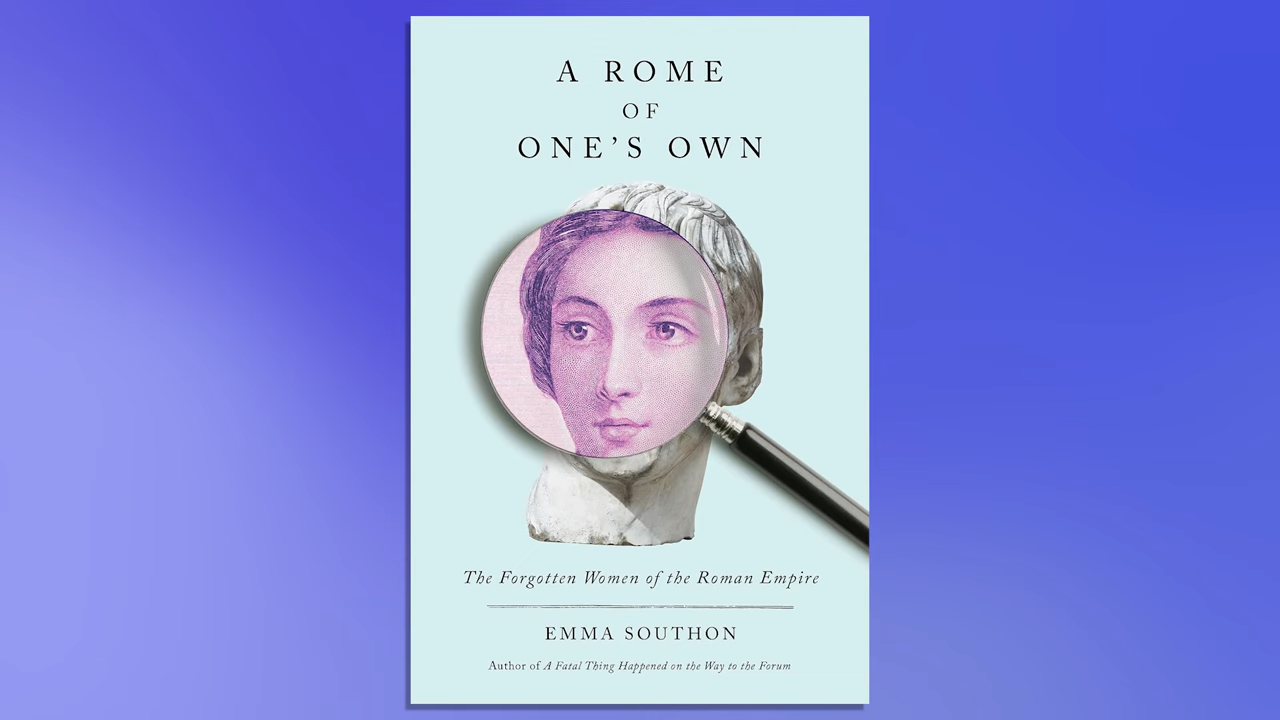 A ROME
OF
ONE’S OWN
The Forgotten Women of the Roman Empire
EMMA SOUTHON
Author of A Fatal Thing Happened on the Way to the Forum